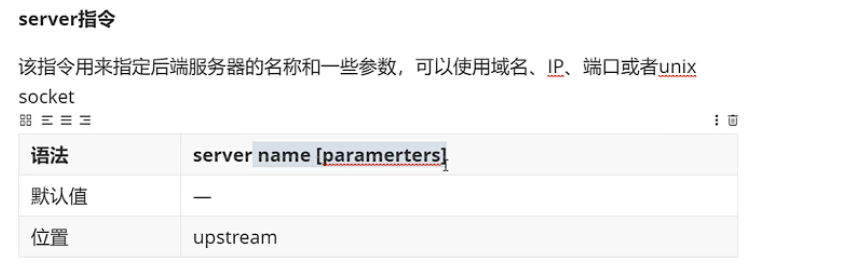 server指令
该指令用来指定后端服务器的名称和一些参数，可以使用域名、IP、端口或者unix
socket
语法 server name [paramerters]
默认值 —
位置 upstream